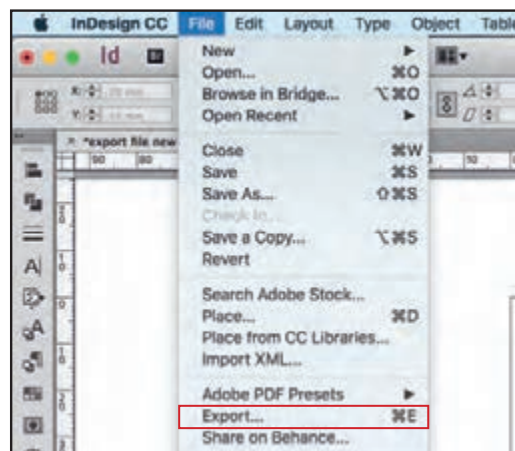 InDesign CC File Edit Layout Type Object Table
Id Br
New
Open... ⌘O
Browse in Bridge... ⌥⌘O
Open Recent
X:
Y:
*export file new
Close ⌘W
Save ⌘S
Save As... ⇧⌘S
Check In...
Save a Copy... ⌥⌘S
Revert
Search Adobe Stock...
Place... ⌘D
Place from CC Libraries...
Import XML...
Adobe PDF Presets
Export... ⌘E
Share on Behance...